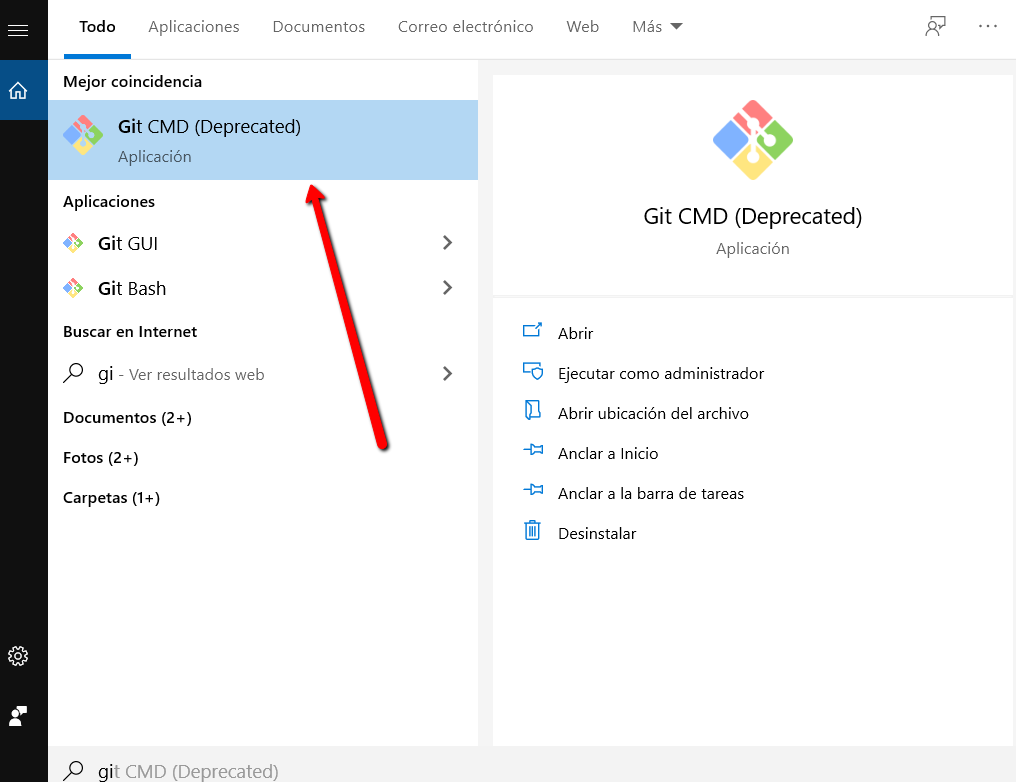 Todo Aplicaciones Documentos Correo electrónico Web Más
Mejor coincidencia
Git CMD (Deprecated)
Aplicación
Aplicaciones
Git GUI
Git Bash
Buscar en Internet
gi - Ver resultados web
Documentos (2+)
Fotos (2+)
Carpetas (1+)
Git CMD (Deprecated)
Aplicación
Abrir
Ejecutar como administrador
Abrir ubicación del archivo
Anclar a Inicio
Anclar a la barra de tareas
Desinstalar
git CMD (Deprecated)